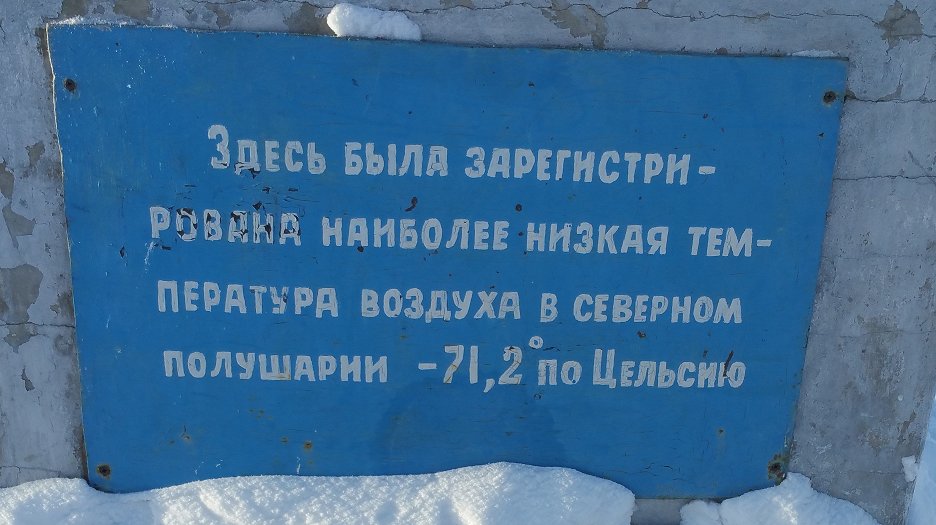 Здесь была зарегистри-
рована наиболее низкая тем-
пература воздуха в северном
полушарии -71,2° по Цельсию